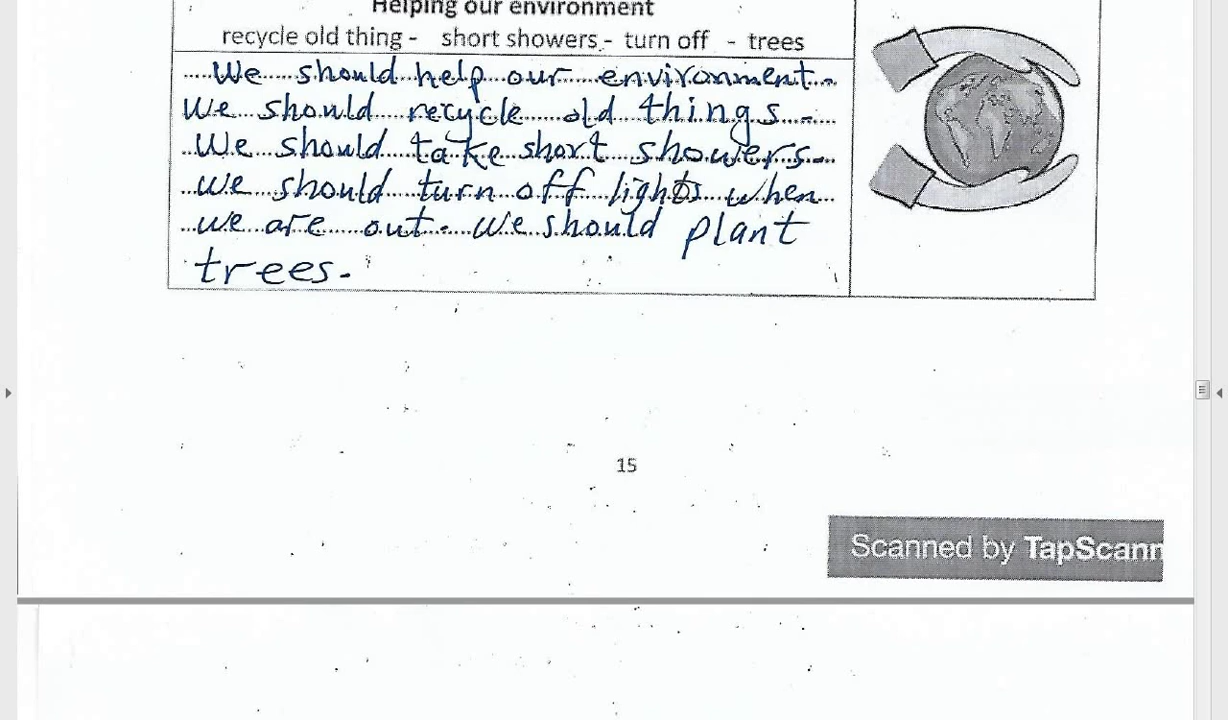 Helping our environment
recycle old thing - short showers - turn off - trees
We should help our environment.
We should recycle old things.
We should take short showers.
We should turn off lights when
we are out. We should plant
trees.
15
Scanned by TapScann